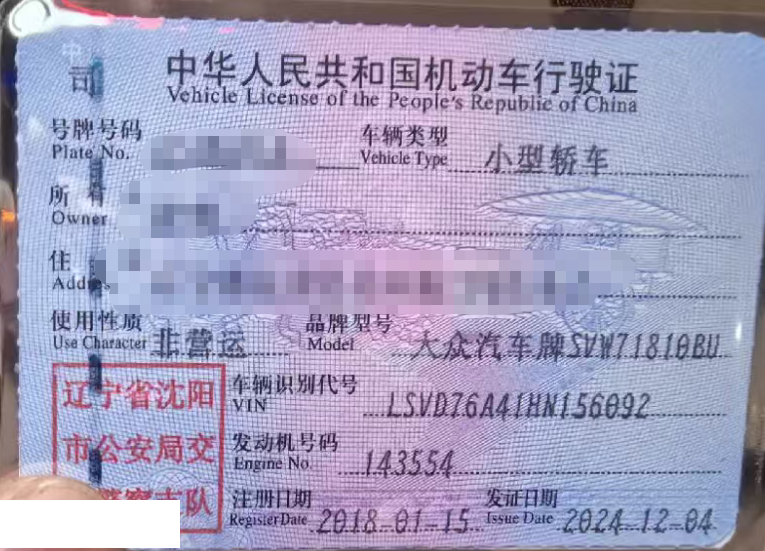 中华人民共和国机动车行驶证
Vehicle License of the People's Republic of China
号牌号码
Plate No.
车辆类型
Vehicle Type
小型轿车
所有
Owner
住
Address
使用性质
Use Character
非营运
品牌型号
Model
大众汽车牌SVW71810BU
辽宁省沈阳
市公安局交
警察支队
车辆识别代号
VIN
LSVD76A41HN156092
发动机号码
Engine No.
143554
注册日期
Register Date
2018-01-15
发证日期
Issue Date
2024-12-04